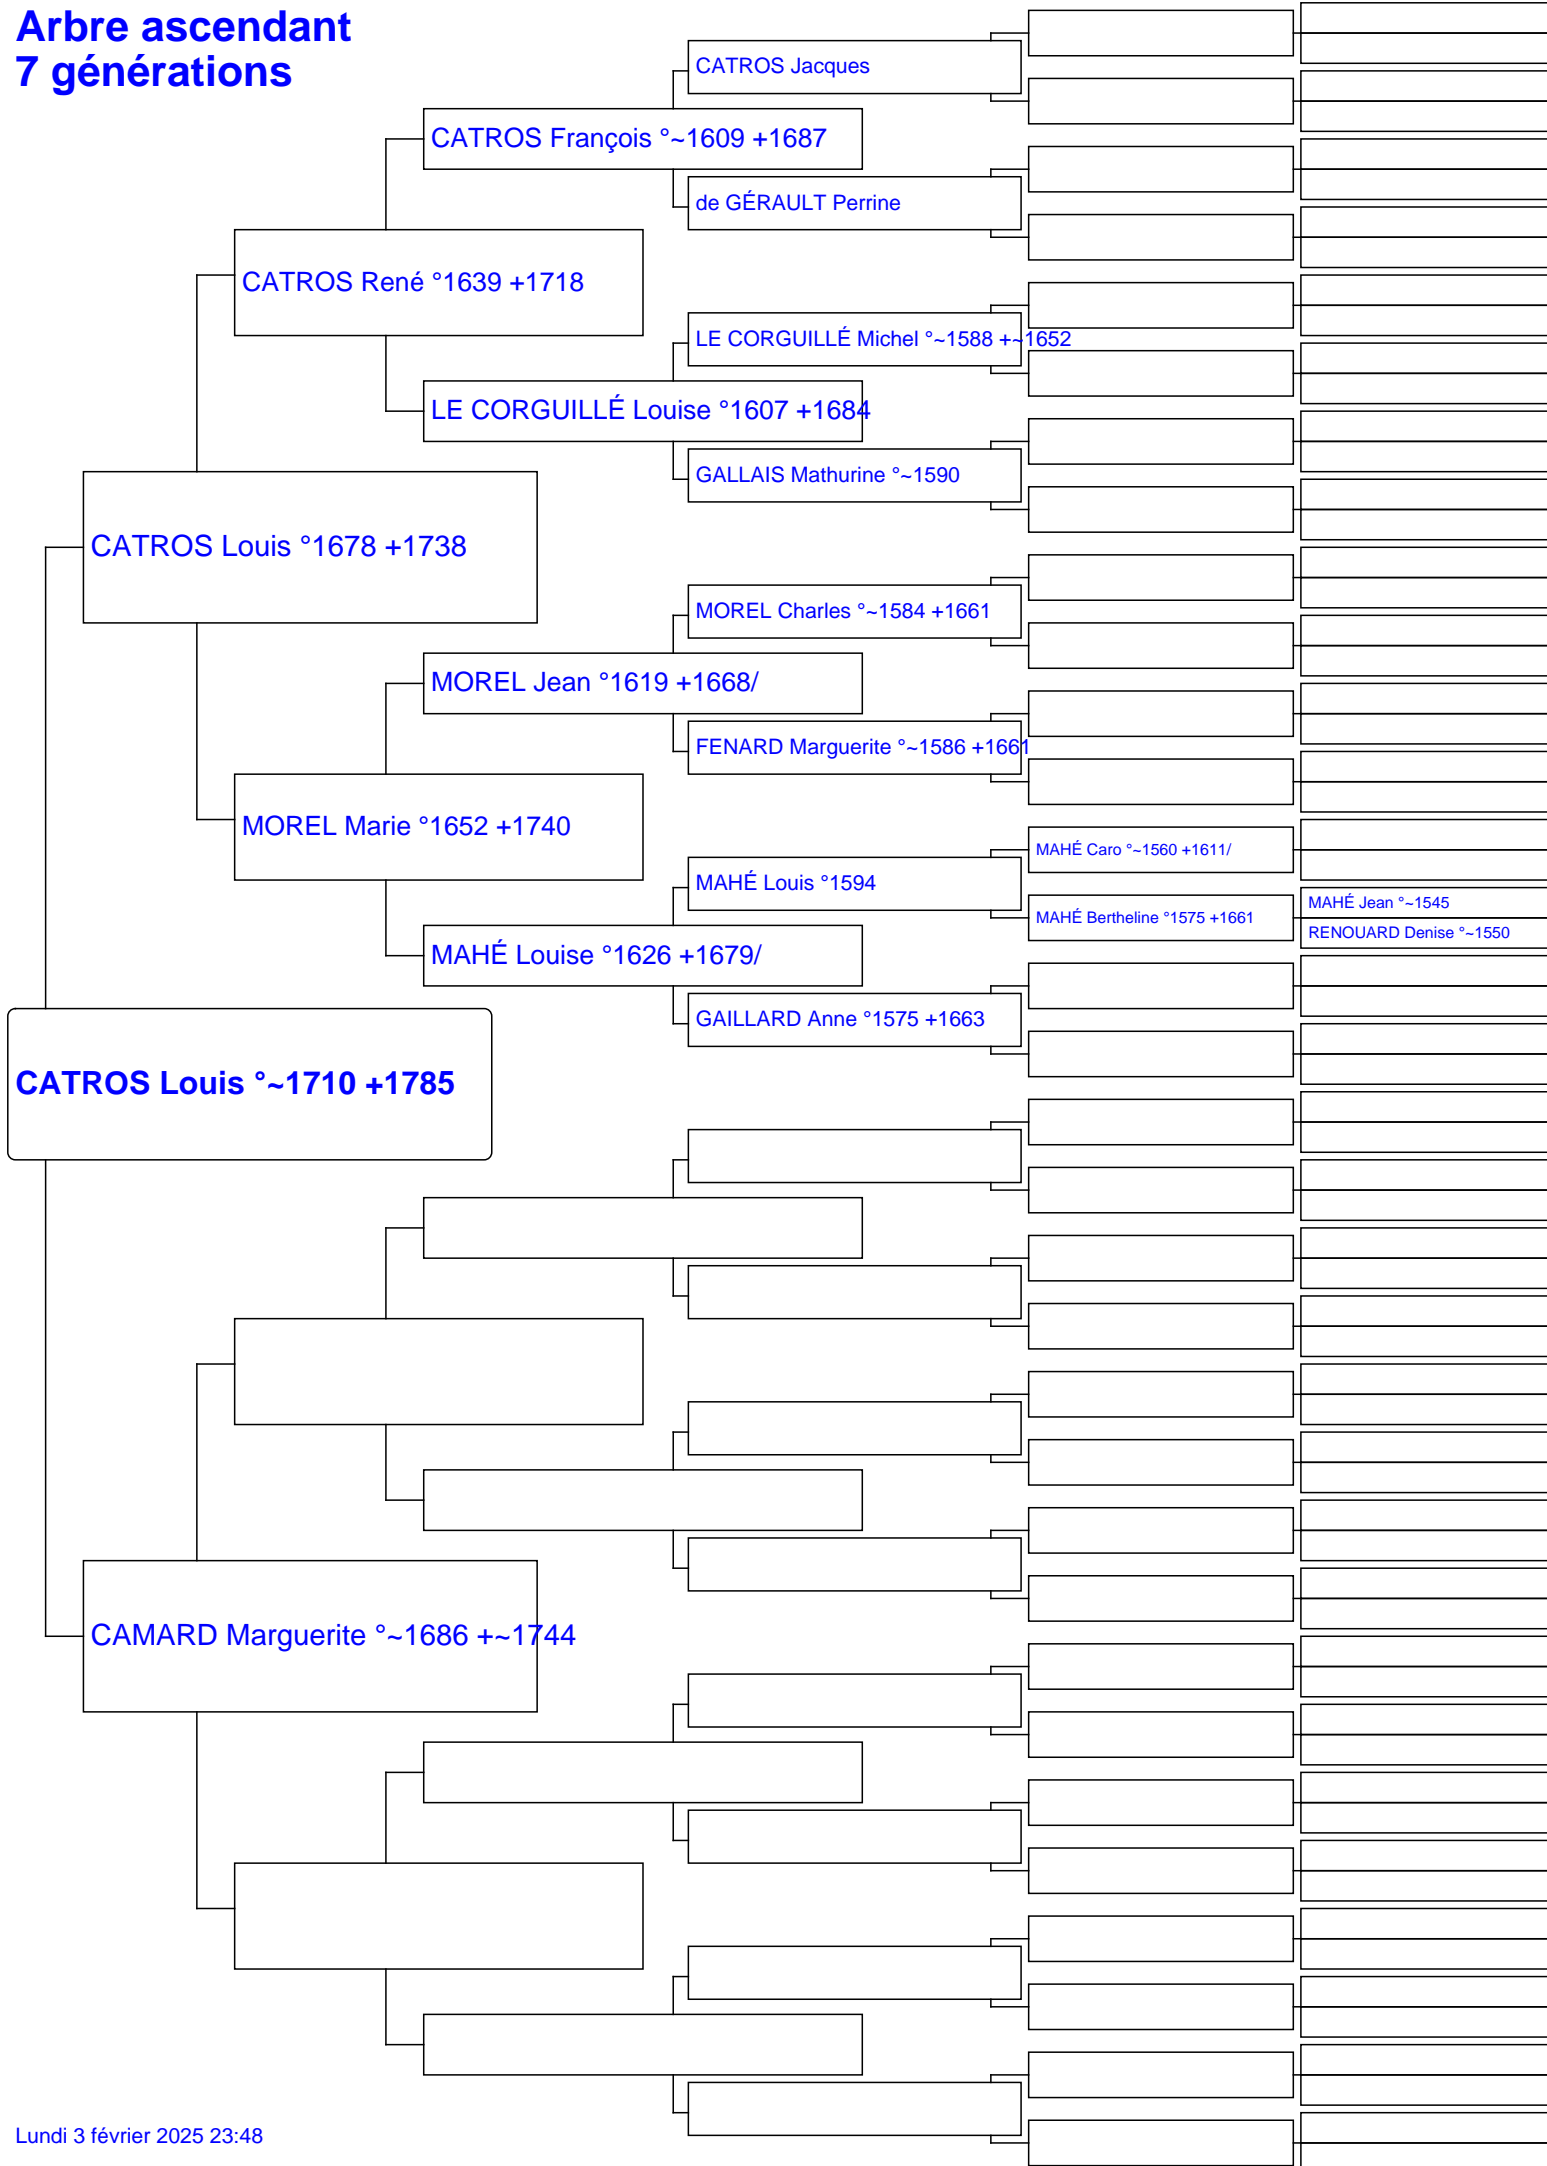 Arbre ascendant
7 générations
CATROS Jacques
CATROS François °~1609 +1687
de GÉRAULT Perrine
CATROS René °1639 +1718
LE CORGUILLÉ Michel °~1588 +~1652
LE CORGUILLÉ Louise °1607 +1684
GALLAIS Mathurine °~1590
CATROS Louis °1678 +1738
MOREL Charles °~1584 +1661
MOREL Jean °1619 +1668/
FENARD Marguerite °~1586 +1661
MOREL Marie °1652 +1740
MAHÉ Caro °~1560 +1611/
MAHÉ Louis °1594
MAHÉ Jean °~1545
MAHÉ Bertheline °1575 +1661
RENOUARD Denise °~1550
MAHÉ Louise °1626 +1679/
GAILLARD Anne °1575 +1663
CATROS Louis °~1710 +1785
CAMARD Marguerite °~1686 +~1744
Lundi 3 février 2025 23:48